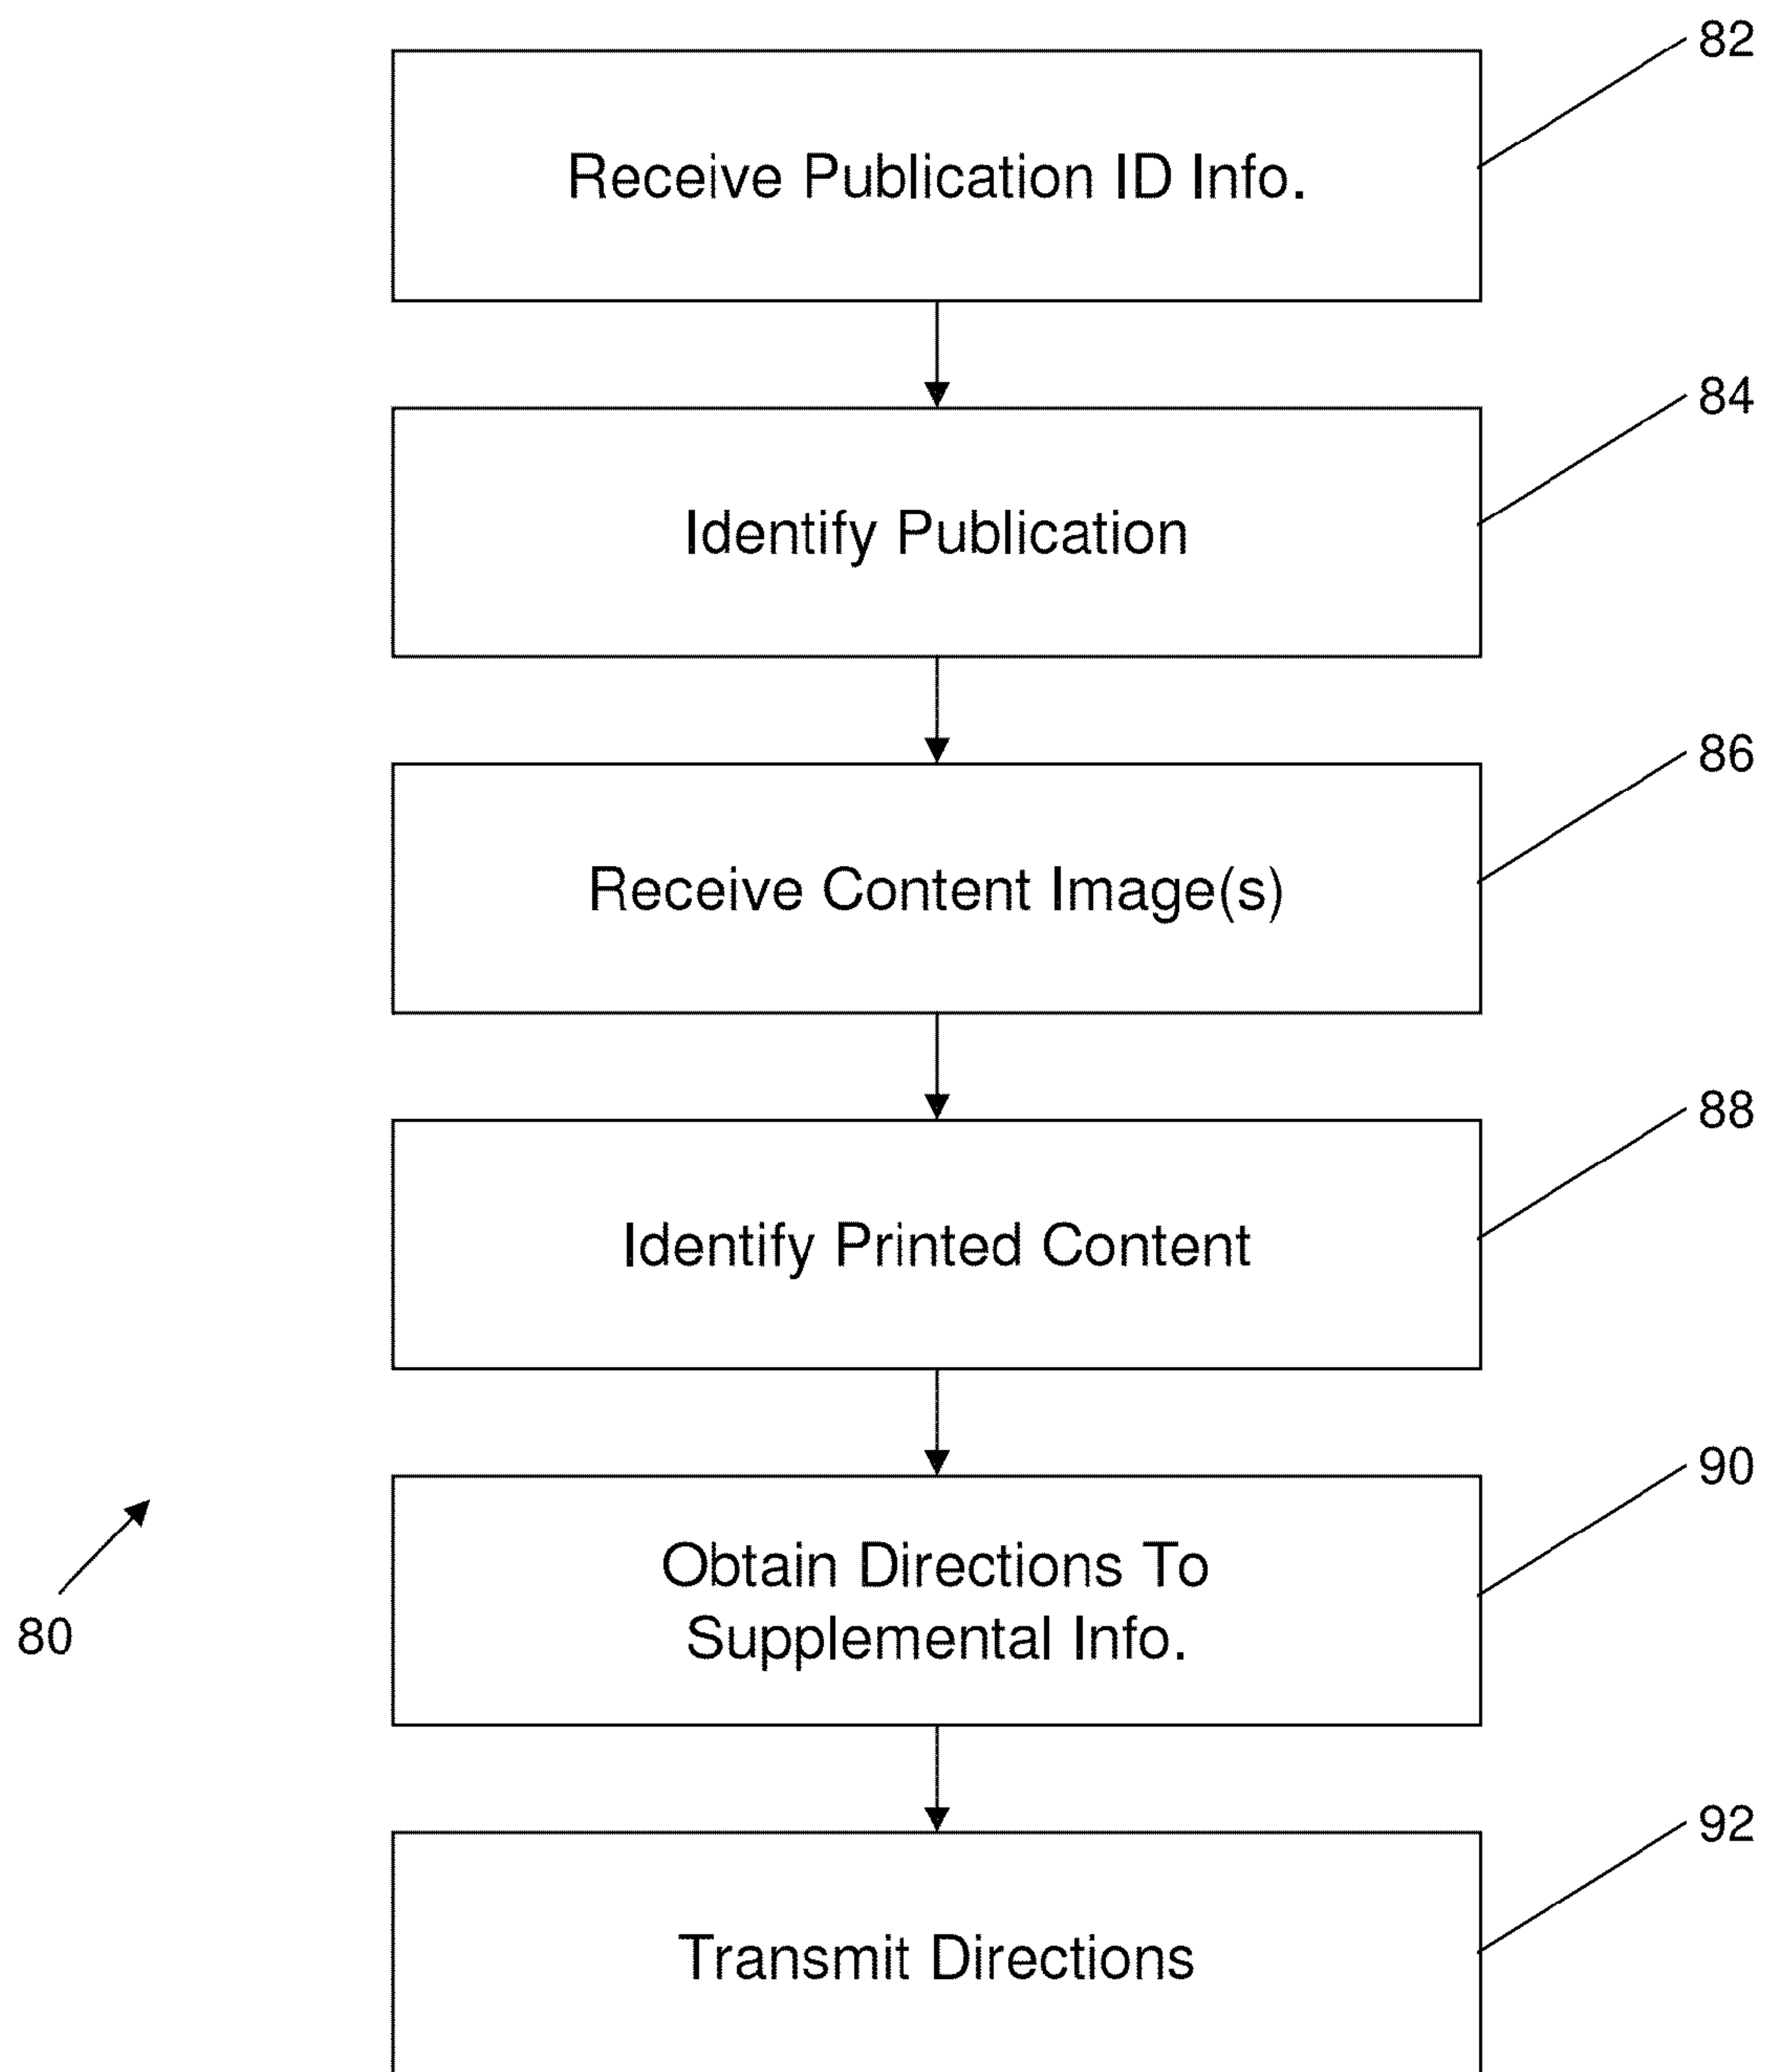 82
Receive Publication ID Info.
84
Identify Publication
86
Receive Content Image(s)
88
Identify Printed Content
90
Obtain Directions To
Supplemental Info.
80
92
Transmit Directions